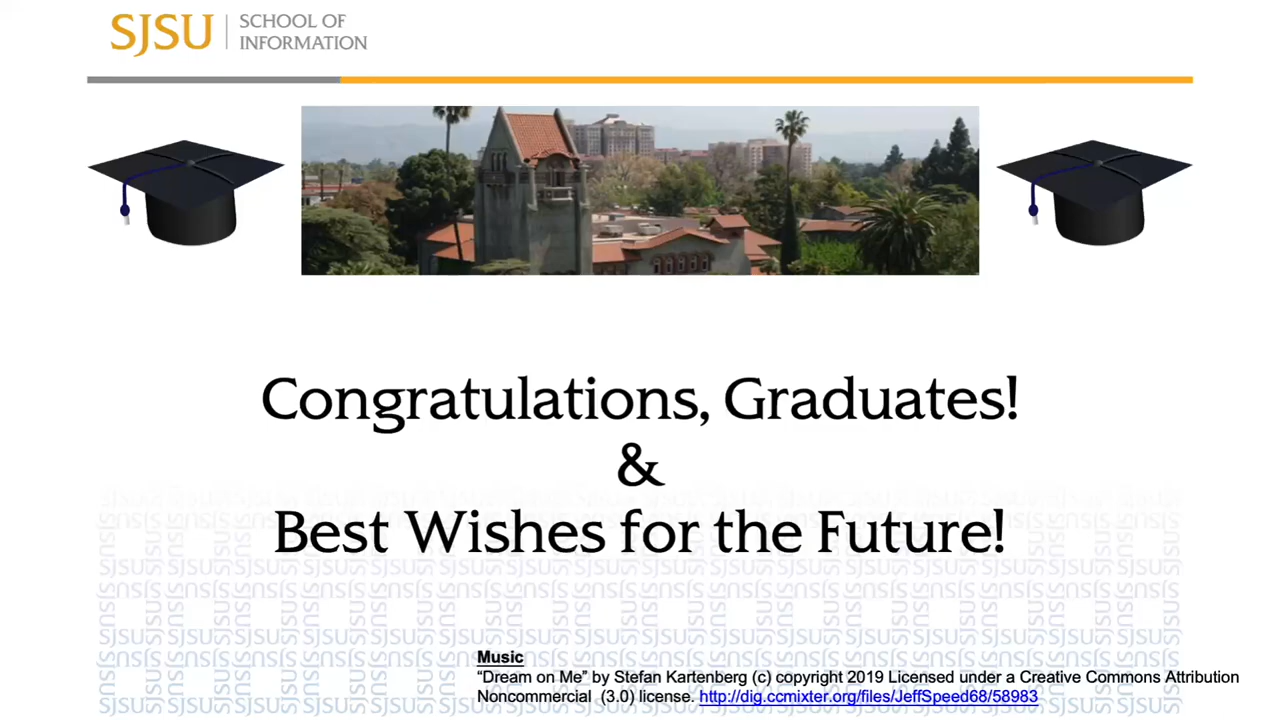 SJSU
SCHOOL OF
INFORMATION
Congratulations, Graduates!
&
Best Wishes for the Future!
Music
“Dream on Me” by Stefan Kartenberg (c) copyright 2019 Licensed under a Creative Commons Attribution
Noncommercial (3.0) license. http://dig.ccmixter.org/files/JeffSpeed68/58983